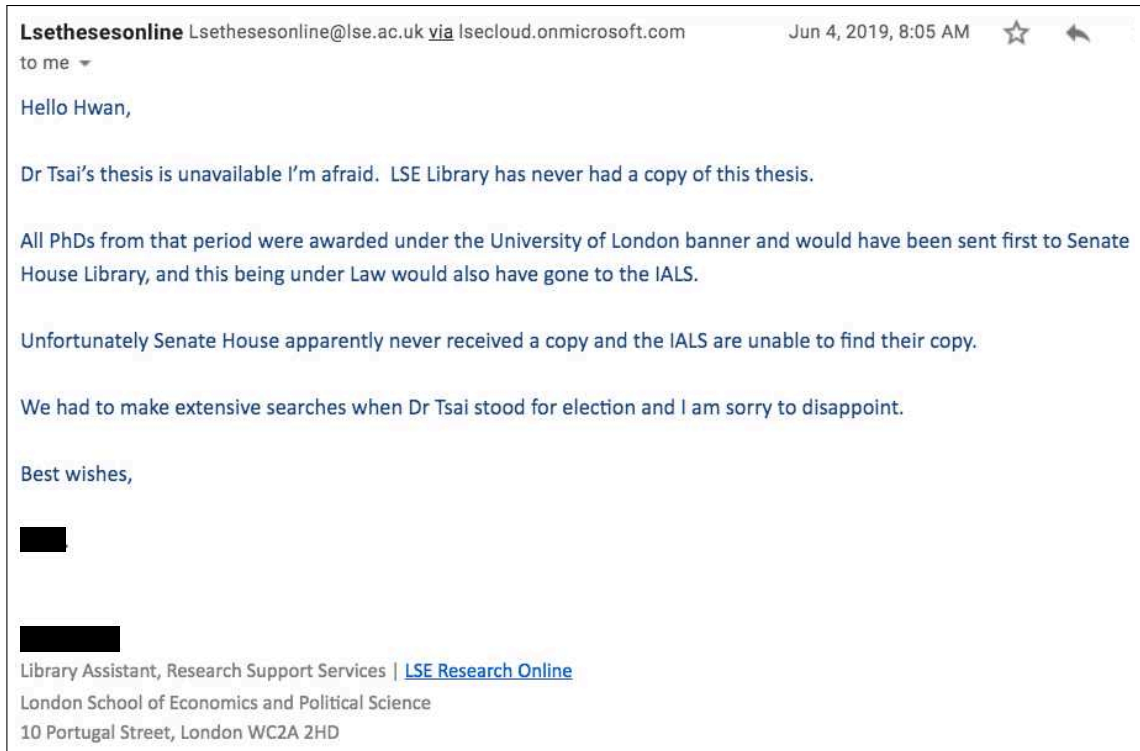 Lsethesesonline Lsethesesonline@lse.ac.uk via lsecloud.onmicrosoft.com Jun 4, 2019, 8:05 AM
to me
Hello Hwan,
Dr Tsai’s thesis is unavailable I’m afraid.  LSE Library has never had a copy of this thesis.
All PhDs from that period were awarded under the University of London banner and would have been sent first to Senate
House Library, and this being under Law would also have gone to the IALS.
Unfortunately Senate House apparently never received a copy and the IALS are unable to find their copy.
We had to make extensive searches when Dr Tsai stood for election and I am sorry to disappoint.
Best wishes,
Library Assistant, Research Support Services | LSE Research Online
London School of Economics and Political Science
10 Portugal Street, London WC2A 2HD